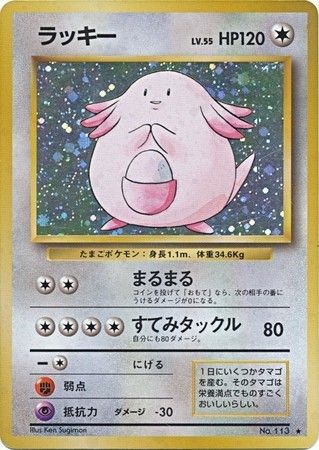 ラッキー LV.55 HP120
たまごポケモン：身長1.1m、体重34.6Kg
まるまる
コインを投げて「おもて」なら、次の相手の番に
うけるダメージが0になる。
すてみタックル 80
自分にも80ダメージ。
にげる
弱点
抵抗力 ダメージ -30
1日にいくつかタマゴ
を産む。そのタマゴは
栄養満点でものすごく
おいしいらしい。
Illus.Ken Sugimori
No.113 ★